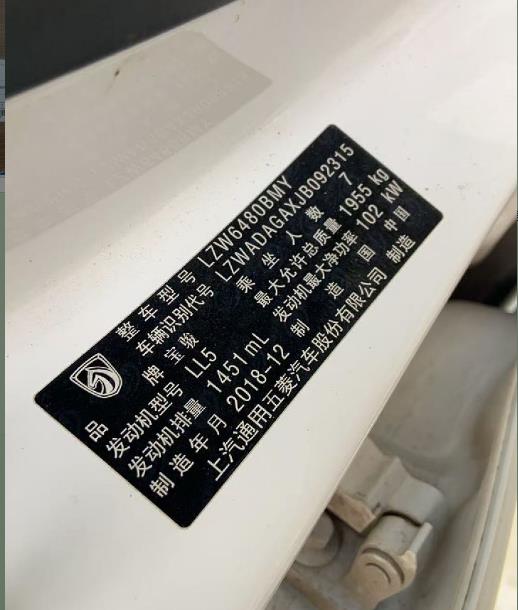 整车型号 LZW6480BMY
车辆识别代号 LZWADAGAXJB092315
品牌 宝骏 乘坐人数 7
发动机型号 LL5 最大允许总质量 1955 kg
发动机排量 1451mL 发动机最大净功率 102 kW
制造年月 2018-12 制造国 中国
上汽通用五菱汽车股份有限公司 制造